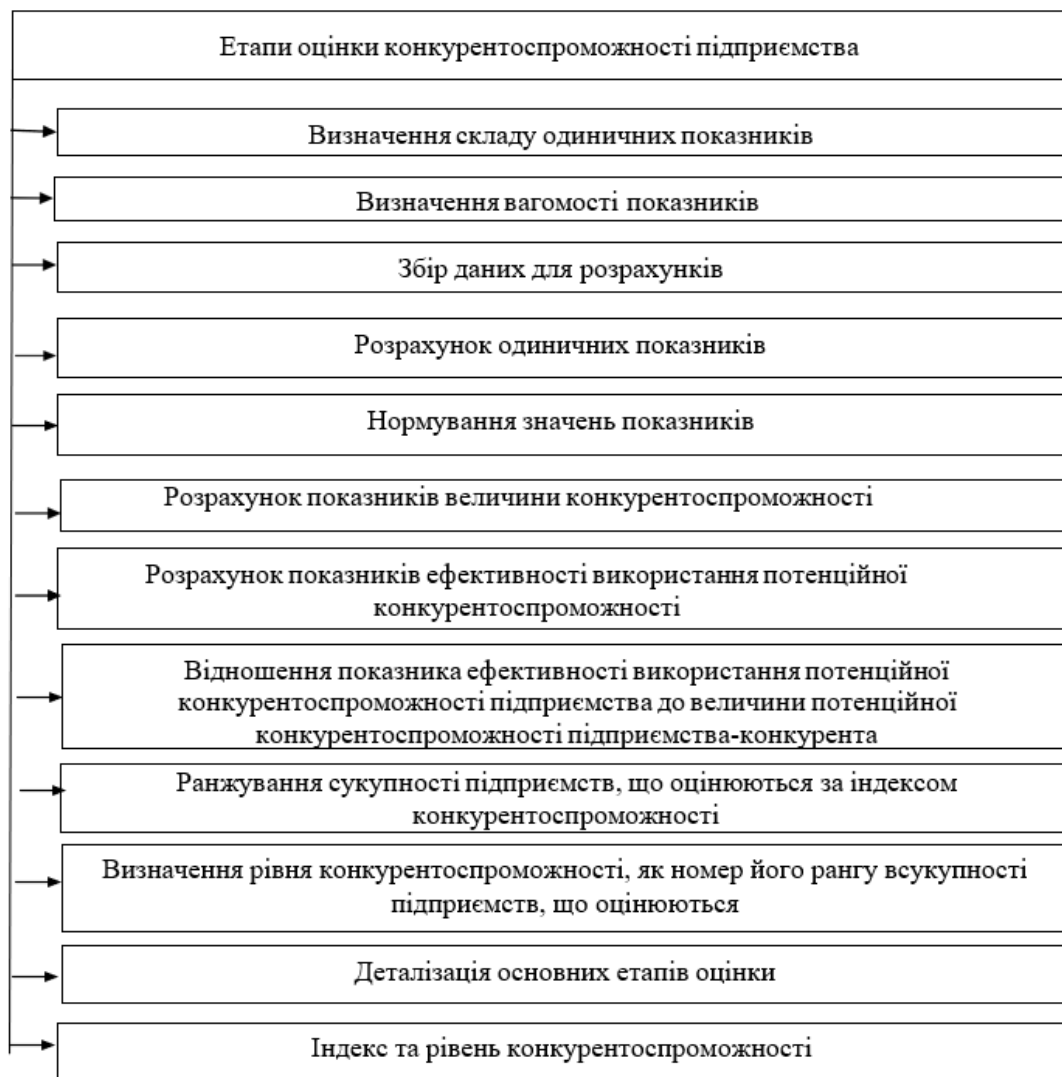 Етапи оцінки конкурентоспроможності підприємства
Визначення складу одиничних показників
Визначення вагомості показників
Збір даних для розрахунків
Розрахунок одиничних показників
Нормування значень показників
Розрахунок показників величини конкурентоспроможності
Розрахунок показників ефективності використання потенційної
конкурентоспроможності
Відношення показника ефективності використання потенційної
конкурентоспроможності підприємства до величини потенційної
конкурентоспроможності підприємства-конкурента
Ранжування сукупності підприємств, що оцінюються за індексом
конкурентоспроможності
Визначення рівня конкурентоспроможності, як номер його рангу всукупності
підприємств, що оцінюються
Деталізація основних етапів оцінки
Індекс та рівень конкурентоспроможності